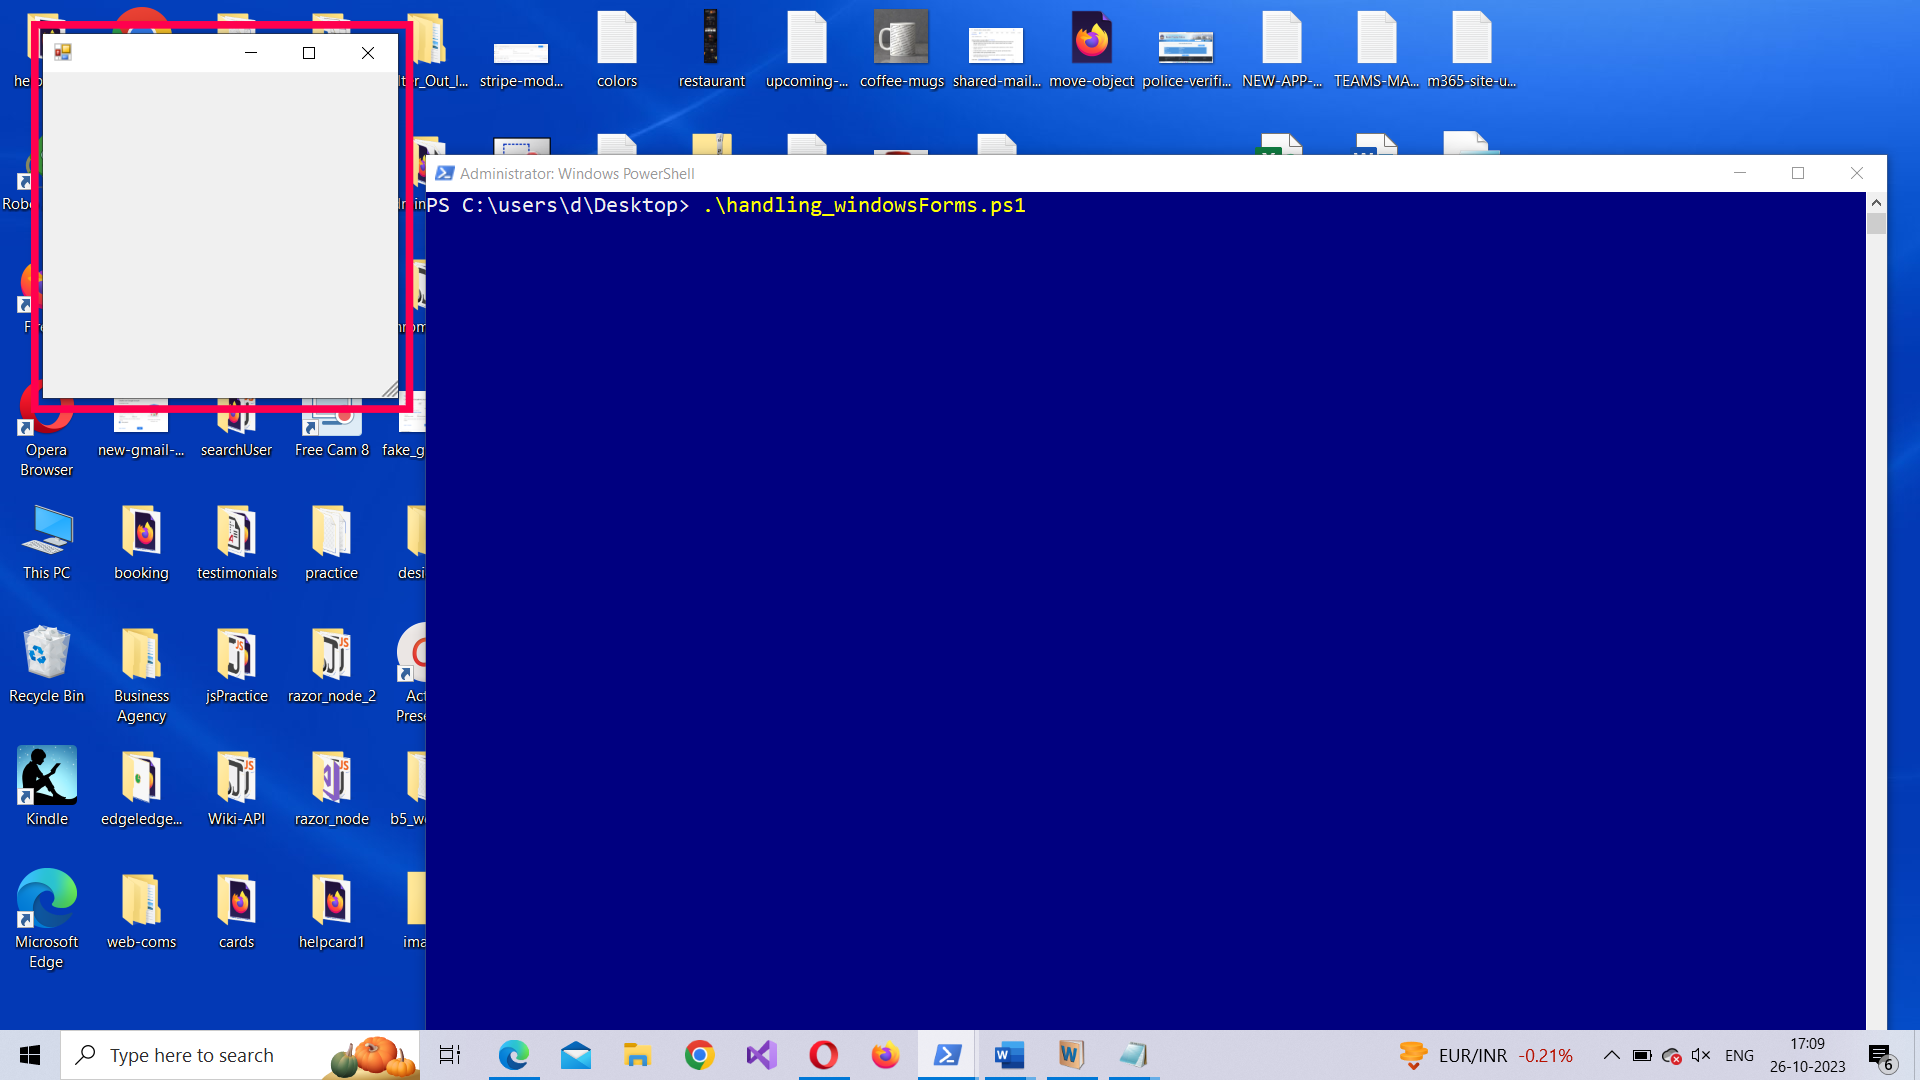 stripe-mod...
colors
restaurant
upcoming-...
coffee-mugs
shared-mail...
move-object
police-verifi...
NEW-APP-...
TEAMS-MA...
m365-site-u...
Administrator: Windows PowerShell
PS C:\users\d\Desktop> .\handling_windowsForms.ps1
Opera
Browser
new-gmail-...
searchUser
Free Cam 8
fake_g
This PC
booking
testimonials
practice
desi
Recycle Bin
Business
Agency
jsPractice
razor_node_2
Act
Prese
Kindle
edgeledge...
Wiki-API
razor_node
b5_w
Microsoft
Edge
web-coms
cards
helpcard1
ima
Type here to search
EUR/INR -0.21%
ENG
17:09
26-10-2023
6